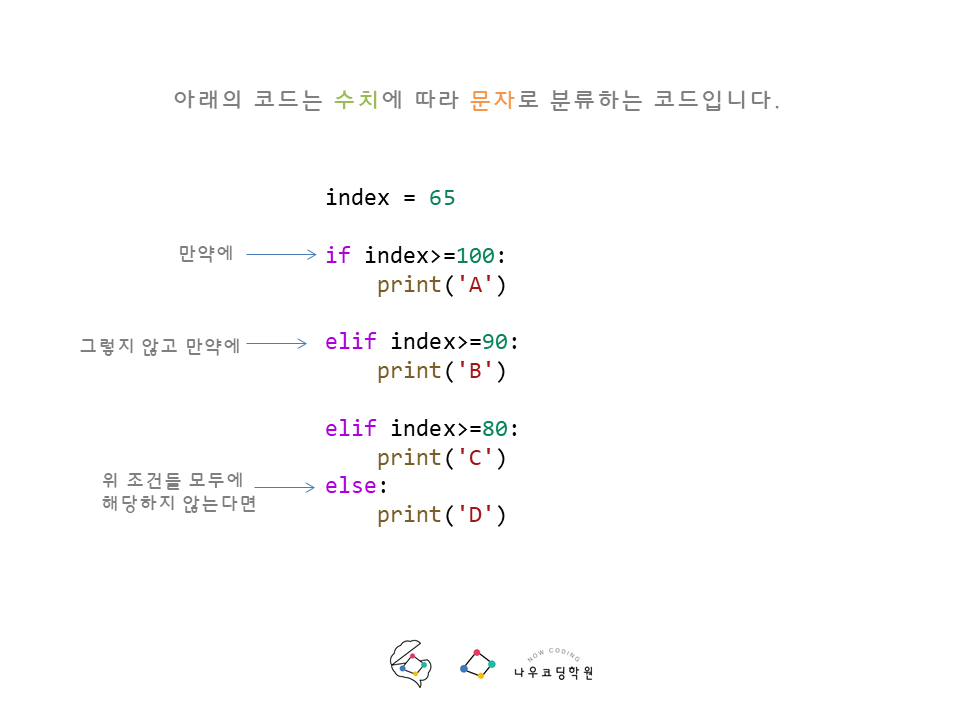 아래의 코드는 수치에 따라 문자로 분류하는 코드입니다.
index = 65
만약에
if index>=100:
    print('A')
그렇지 않고 만약에
elif index>=90:
    print('B')
elif index>=80:
    print('C')
위 조건들 모두에
해당하지 않는다면
else:
    print('D')
NOW CODING
나우코딩학원